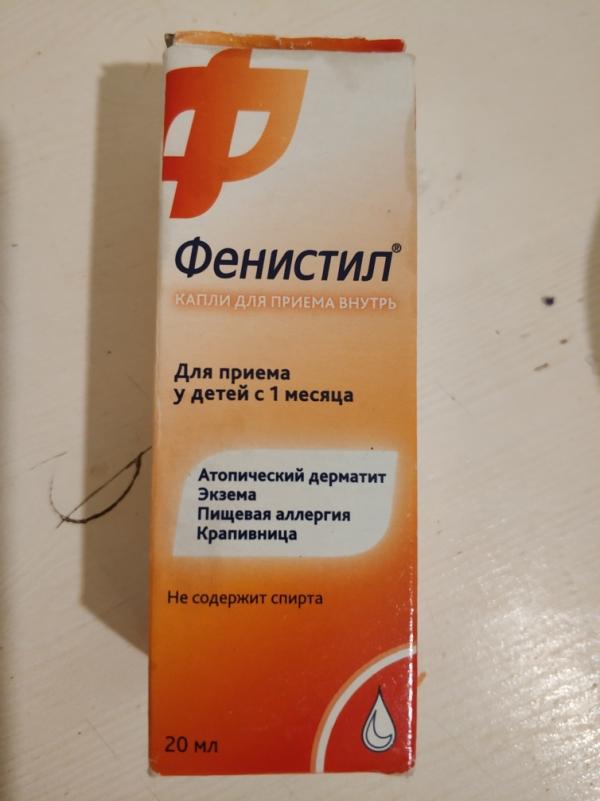 Фенистил®
КАПЛИ ДЛЯ ПРИЕМА ВНУТРЬ
Для приема
у детей с 1 месяца
Атопический дерматит
Экзема
Пищевая аллергия
Крапивница
Не содержит спирта
20 мл